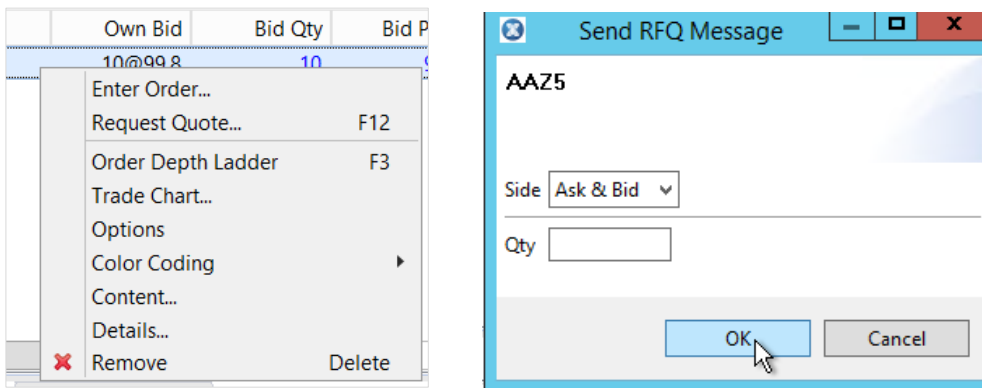 Own Bid Bid Qty Bid P
10@99.8 10
Enter Order...
Request Quote... F12
Order Depth Ladder F3
Trade Chart...
Options
Color Coding
Content...
Details...
Remove Delete
Send RFQ Message
AAZ5
Side Ask & Bid
Qty
OK Cancel